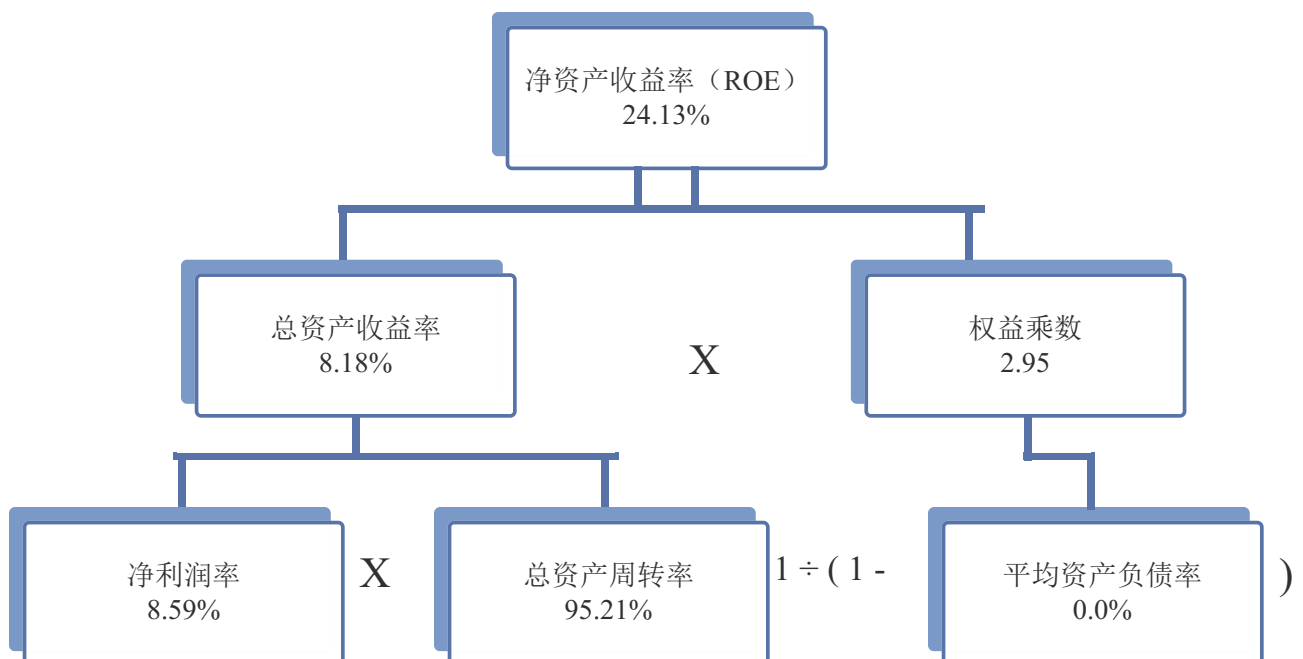 净资产收益率（ROE）
24.13%
总资产收益率
8.18%
X
权益乘数
2.95
净利润率
8.59%
X
总资产周转率
95.21%
1 ÷ ( 1 -
平均资产负债率
0.0%
)